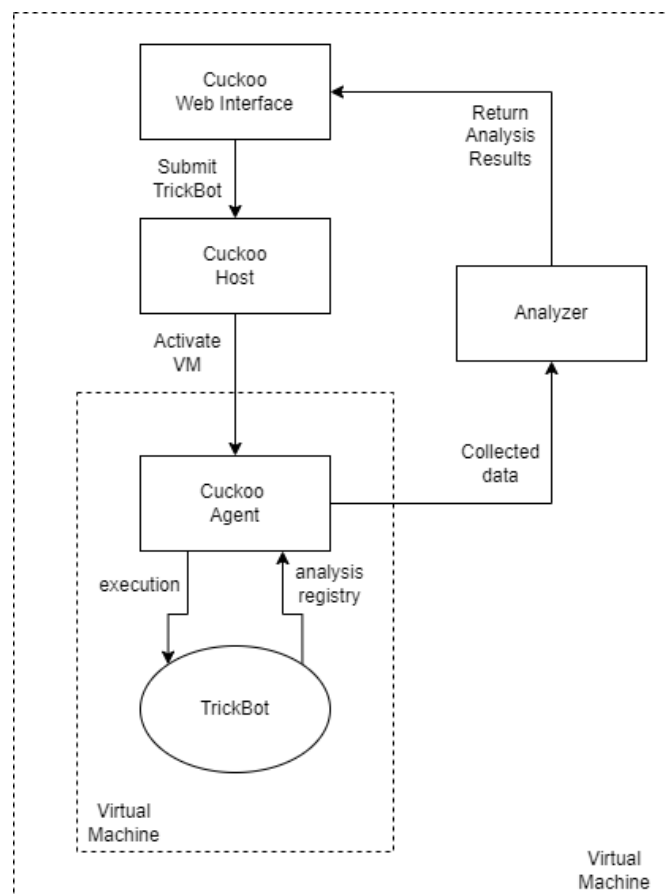 Cuckoo
Web Interface
Return
Analysis
Results
Submit
TrickBot
Cuckoo
Host
Analyzer
Activate
VM
Collected
data
Cuckoo
Agent
execution
analysis
registry
TrickBot
Virtual
Machine
Virtual
Machine